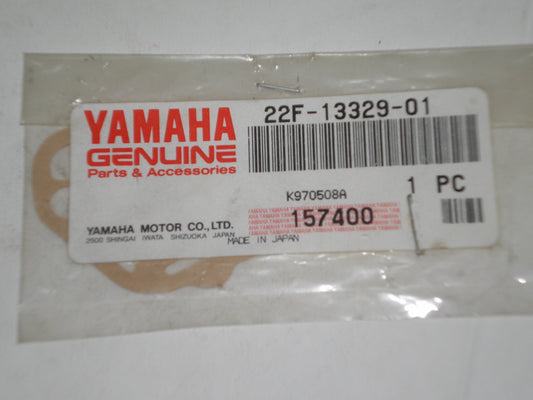 YAMAHA
GENUINE
Parts & Accessories
22F-13329-01
K970508A
1 PC
157400
YAMAHA MOTOR CO., LTD.
2500 SHINGAI IWATA SHIZUOKA JAPAN
MADE IN JAPAN